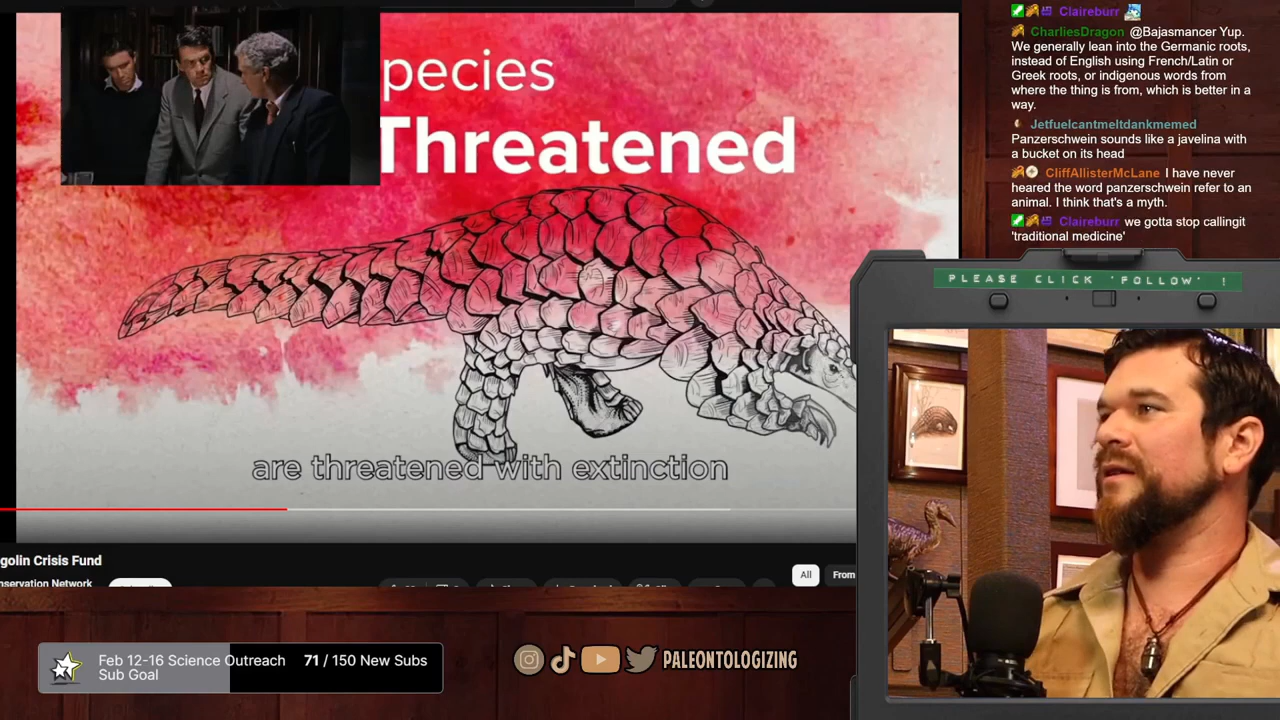 pecies
Threatened
are threatened with extinction
golin Crisis Fund
nservation Network
All
From
Feb 12-16 Science Outreach
Sub Goal
71 / 150 New Subs
PALEONTOLOGIZING
Claireburr
CharliesDragon @Bajasmancer Yup.
We generally lean into the Germanic roots,
instead of English using French/Latin or
Greek roots, or indigenous words from
where the thing is from, which is better in a
way.
Jetfuelcantmeltdankmemed
Panzerschwein sounds like a javelina with
a bucket on its head
CliffAllisterMcLane I have never
heared the word panzerschwein refer to an
animal. I think that's a myth.
Claireburr we gotta stop callingit
'traditional medicine'
PLEASE CLICK 'FOLLOW' !